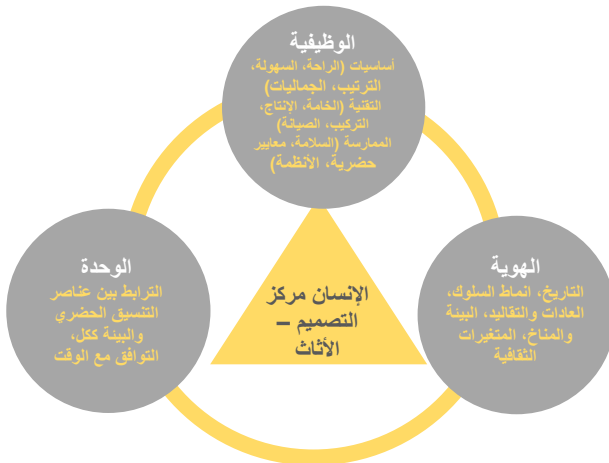 الوظيفية
أساسيات (الراحة، السهولة،
الترتيب، الجماليات)
التقنية (الخامة، الإنتاج،
التركيب، الصيانة)
الممارسة (السلامة، معايير
حضرية، الأنظمة)
الهوية
التاريخ، انماط السلوك،
العادات والتقاليد، البيئة
والمناخ، المتغيرات
الثقافية
الإنسان مركز
التصميم –
الأثاث
الوحدة
الترابط بين عناصر
التنسيق الحضري
والبيئة ككل،
التوافق مع الوقت